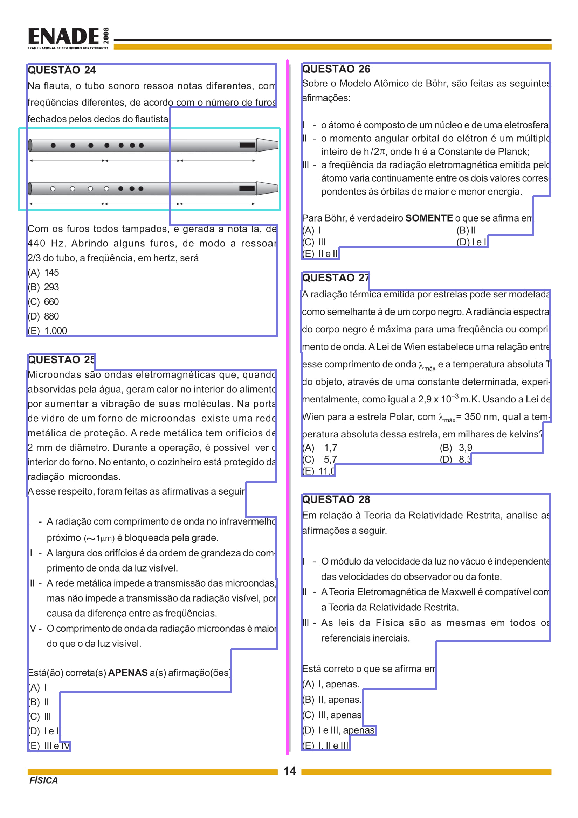 ENADE 2008
EXAME NACIONAL DE DESEMPENHO DOS ESTUDANTES
QUESTÃO 24
Na flauta, o tubo sonoro ressoa notas diferentes, com
freqüências diferentes, de acordo com o número de furos
fechados pelos dedos do flautista.
Com os furos todos tampados, é gerada a nota lá, de
440 Hz. Abrindo alguns furos, de modo a ressoar
2/3 do tubo, a freqüência, em hertz, será
(A) 145
(B) 293
(C) 660
(D) 880
(E) 1.000
QUESTÃO 25
Microondas são ondas eletromagnéticas que, quando
absorvidas pela água, geram calor no interior do alimento
por aumentar a vibração de suas moléculas. Na porta
de vidro de um forno de microondas existe uma rede
metálica de proteção. A rede metálica tem orifícios de
2 mm de diâmetro. Durante a operação, é possível ver o
interior do forno. No entanto, o cozinheiro está protegido da
radiação microondas.
A esse respeito, foram feitas as afirmativas a seguir.
- A radiação com comprimento de onda no infravermelho
próximo (~1μm) é bloqueada pela grade.
I - A largura dos orifícios é da ordem de grandeza do com-
primento de onda da luz visível.
II - A rede metálica impede a transmissão das microondas,
mas não impede a transmissão da radiação visível, por
causa da diferença entre as freqüências.
V - O comprimento de onda da radiação microondas é maior
do que o da luz visível.
Está(ão) correta(s) APENAS a(s) afirmação(ões)
(A) I
(B) II
(C) III
(D) I e I
(E) III e IV
QUESTÃO 26
Sobre o Modelo Atômico de Böhr, são feitas as seguintes
afirmações:
I - o átomo é composto de um núcleo e de uma eletrosfera;
II - o momento angular orbital do elétron é um múltiplo
inteiro de h/2π, onde h é a Constante de Planck;
III - a freqüência da radiação eletromagnética emitida pelo
átomo varia continuamente entre os dois valores corres-
pondentes às órbitas de maior e menor energia.
Para Böhr, é verdadeiro SOMENTE o que se afirma em
(A) I (B) II
(C) III (D) I e I
(E) II e II
QUESTÃO 27
A radiação térmica emitida por estrelas pode ser modelada
como semelhante à de um corpo negro. A radiância espectral
do corpo negro é máxima para uma freqüência ou compri-
mento de onda. A Lei de Wien estabelece uma relação entre
esse comprimento de onda λmáx e a temperatura absoluta T
do objeto, através de uma constante determinada, experi-
mentalmente, como igual a 2,9 x 10⁻³ m.K. Usando a Lei de
Wien para a estrela Polar, com λmáx = 350 nm, qual a tem-
peratura absoluta dessa estrela, em milhares de kelvins?
(A) 1,7 (B) 3,9
(C) 5,7 (D) 8,3
(E) 11,0
QUESTÃO 28
Em relação à Teoria da Relatividade Restrita, analise as
afirmações a seguir.
I - O módulo da velocidade da luz no vácuo é independente
das velocidades do observador ou da fonte.
II - A Teoria Eletromagnética de Maxwell é compatível com
a Teoria da Relatividade Restrita.
III - As leis da Física são as mesmas em todos os
referenciais inerciais.
Está correto o que se afirma em
(A) I, apenas.
(B) II, apenas.
(C) III, apenas.
(D) I e III, apenas.
(E) I, II e III.
14
FÍSICA